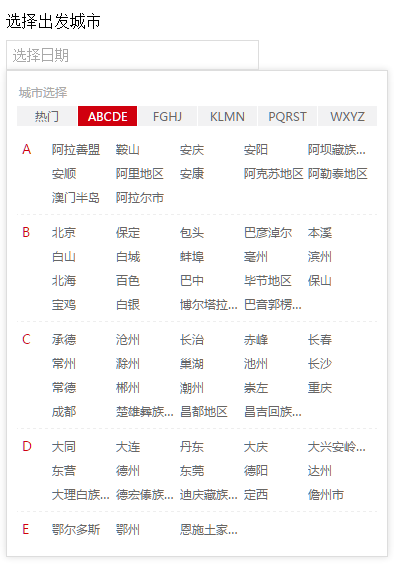 选择出发城市
选择日期
城市选择
热门 ABCDE FGHJ KLMN PQRST WXYZ
A 阿拉善盟 鞍山 安庆 安阳 阿坝藏族...
安顺 阿里地区 安康 阿克苏地区 阿勒泰地区
澳门半岛 阿拉尔市
B 北京 保定 包头 巴彦淖尔 本溪
白山 白城 蚌埠 亳州 滨州
北海 百色 巴中 毕节地区 保山
宝鸡 白银 博尔塔拉... 巴音郭楞...
C 承德 沧州 长治 赤峰 长春
常州 滁州 巢湖 池州 长沙
常德 郴州 潮州 崇左 重庆
成都 楚雄彝族... 昌都地区 昌吉回族...
D 大同 大连 丹东 大庆 大兴安岭...
东营 德州 东莞 德阳 达州
大理白族... 德宏傣族... 迪庆藏族... 定西 儋州市
E 鄂尔多斯 鄂州 恩施土家...